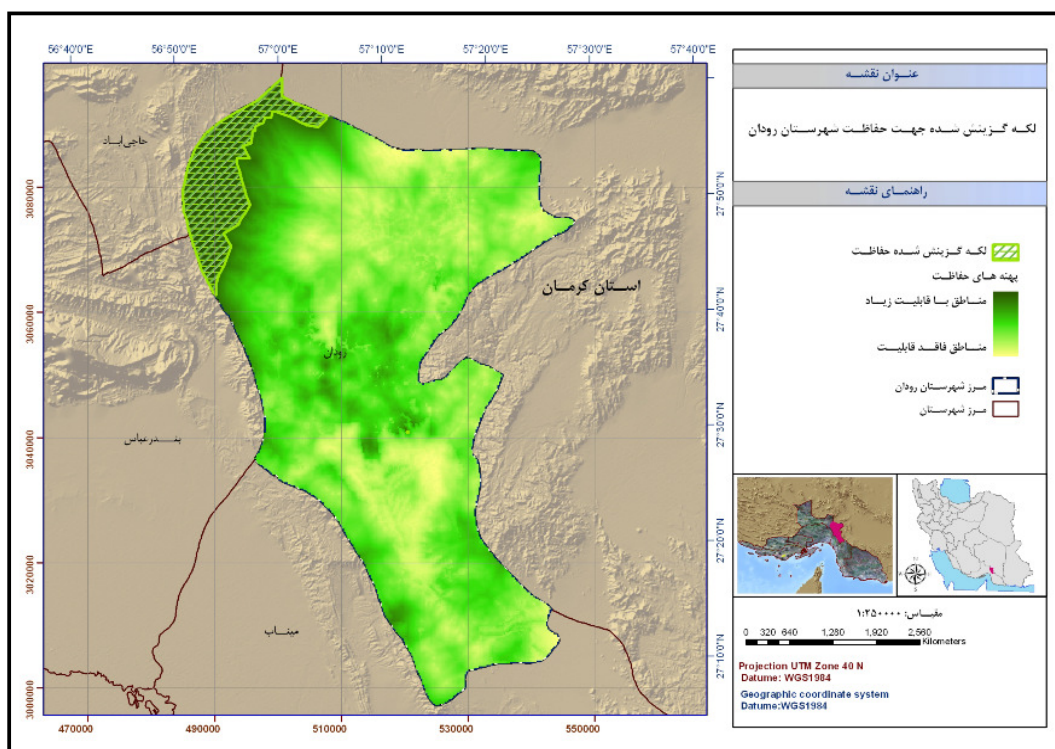 56°40'0"E 56°50'0"E 57°0'0"E 57°10'0"E 57°20'0"E 57°30'0"E 57°40'0"E
عنوان نقشه
لکه گزینش شده جهت حفاظت شهرستان رودان
راهنمای نقشه
لکه گزینش شده حفاظت
پهنه های حفاظت
مناطق با قابلیت زیاد
مناطق فاقد قابلیت
مرز شهرستان رودان
مرز شهرستان
حاجی‌اباد
استان کرمان
رودان
بندرعباس
میناب
3080000
3060000
3040000
3020000
3000000
27°50'0"N
27°40'0"N
27°30'0"N
27°20'0"N
27°10'0"N
470000 490000 510000 530000 550000
مقیاس: ۱:۲۵۰۰۰۰
0 320 640 1,280 1,920 2,560
Kilometers
Projection UTM Zone 40 N
Datume: WGS1984
Geographic coordinate system
Datume:WGS1984